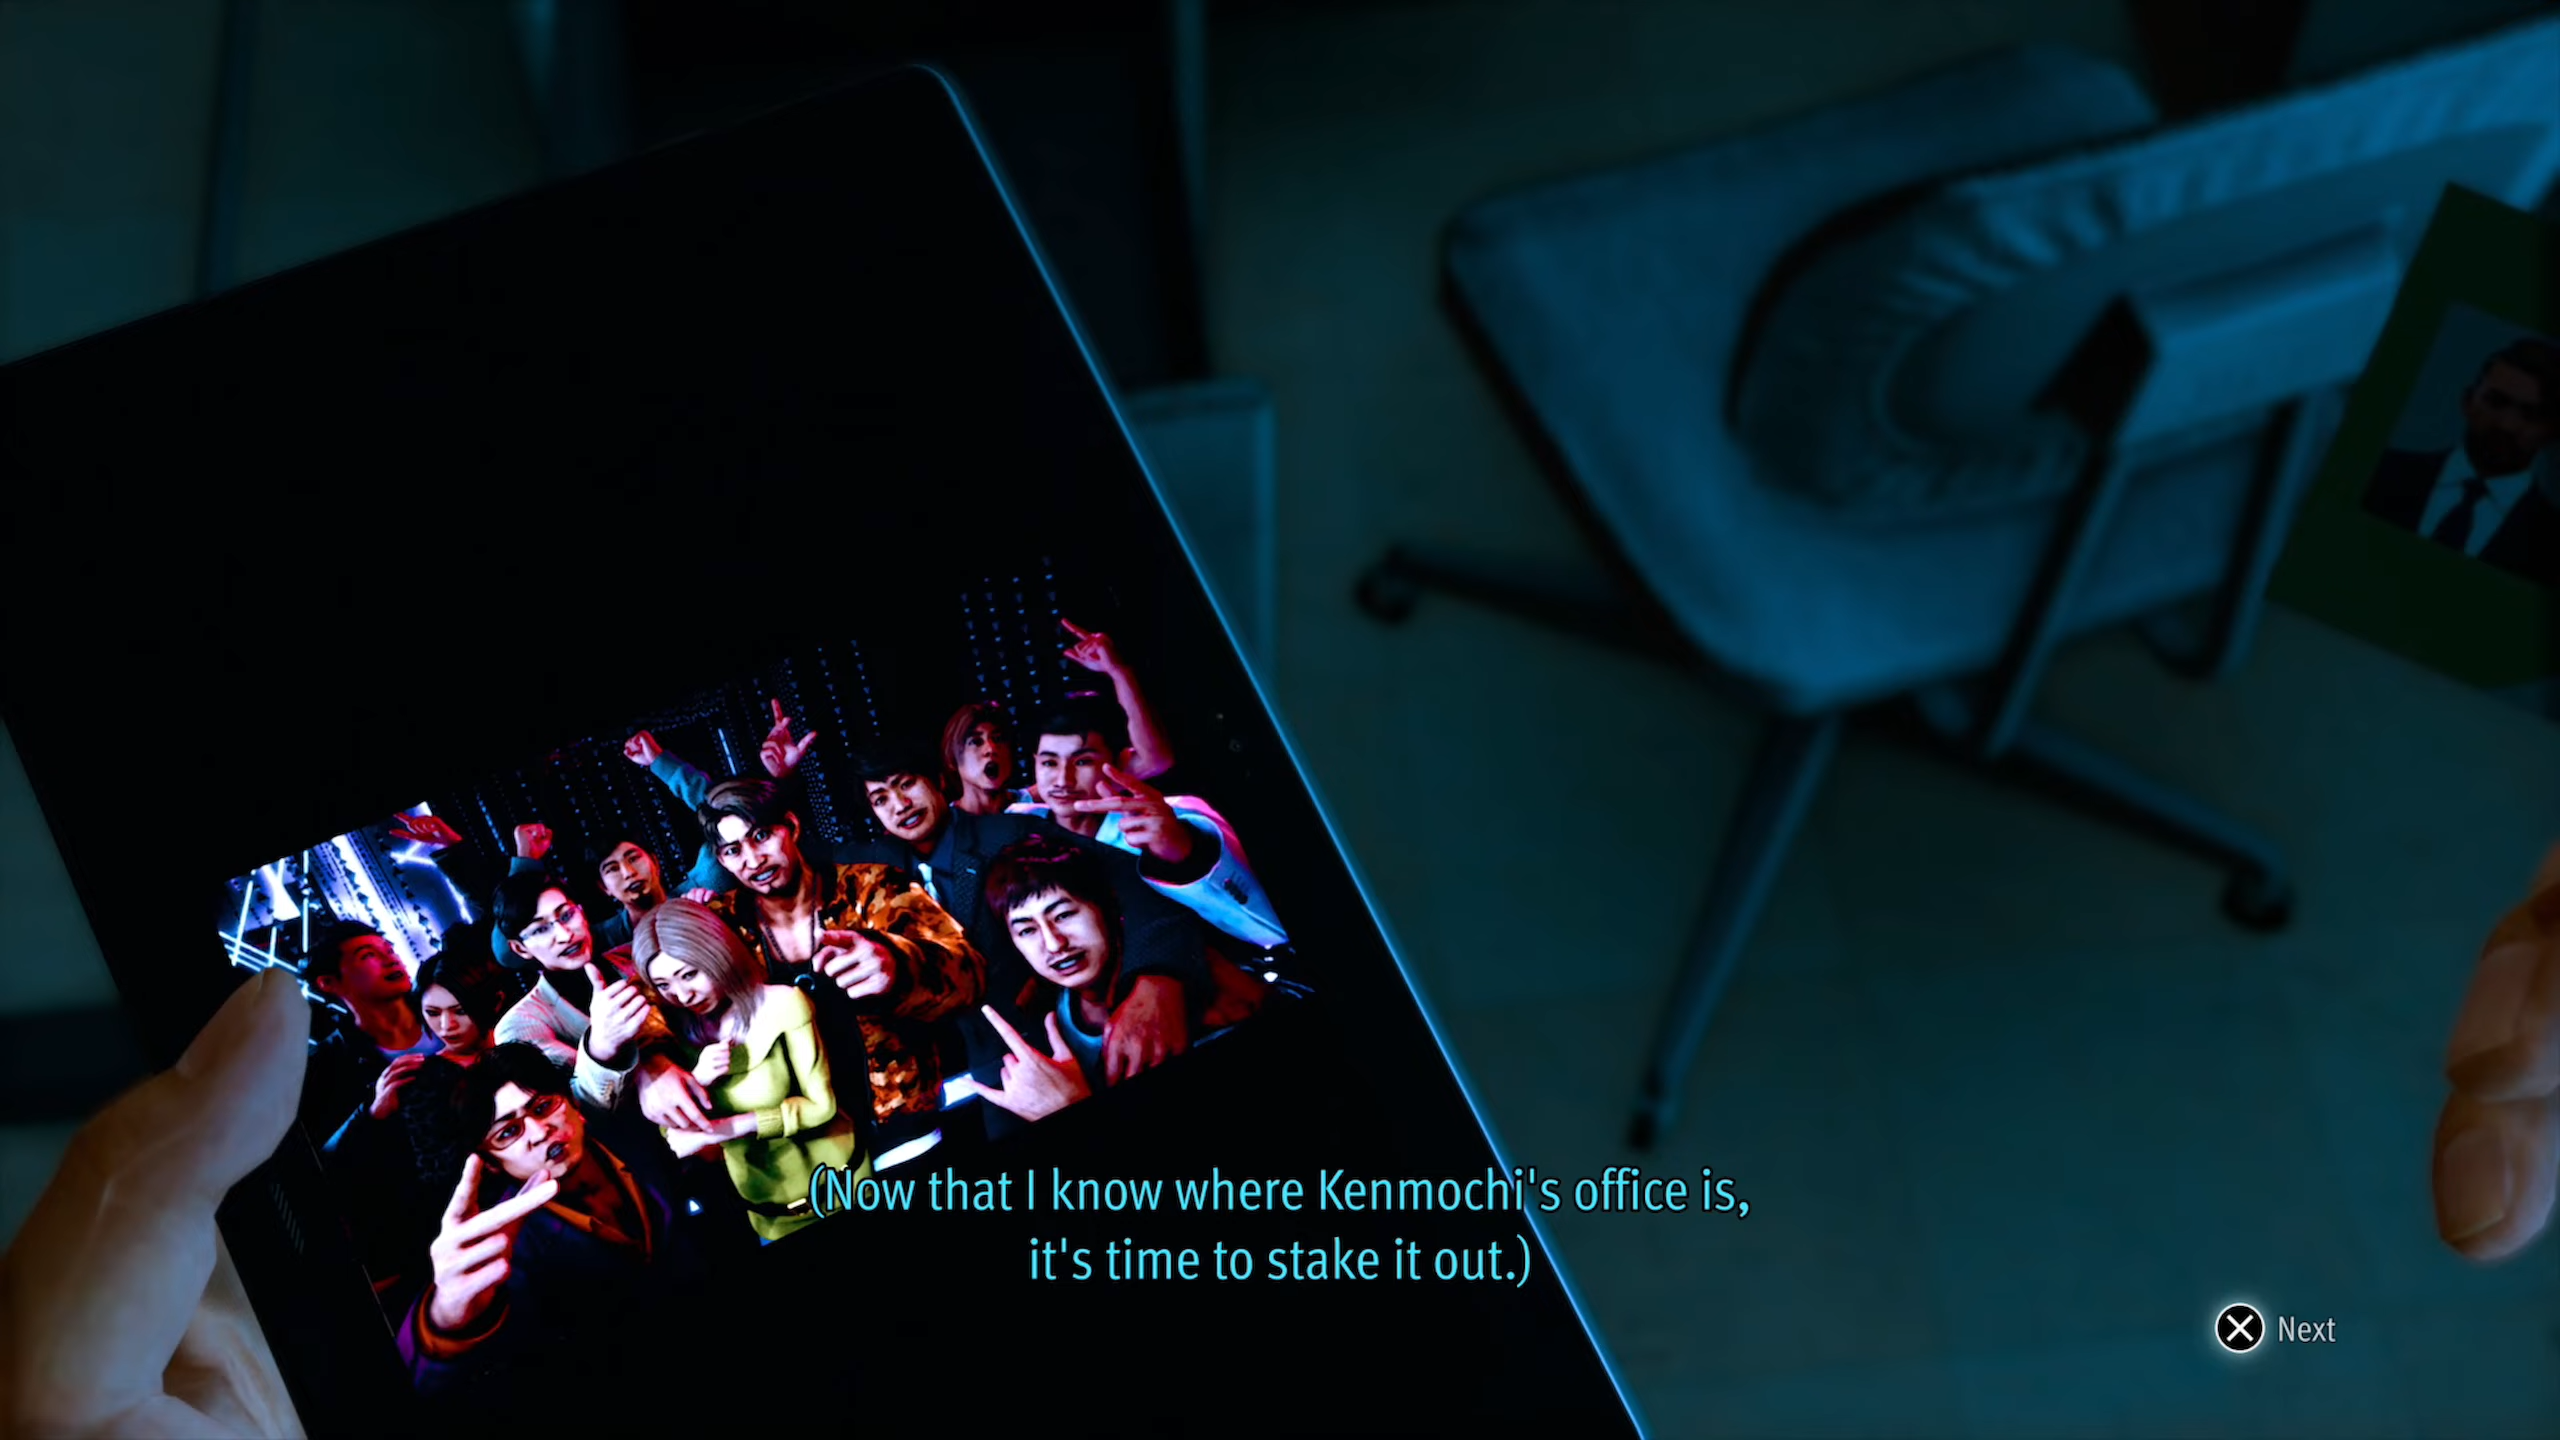 (Now that I know where Kenmochi's office is,
it's time to stake it out.)
Next